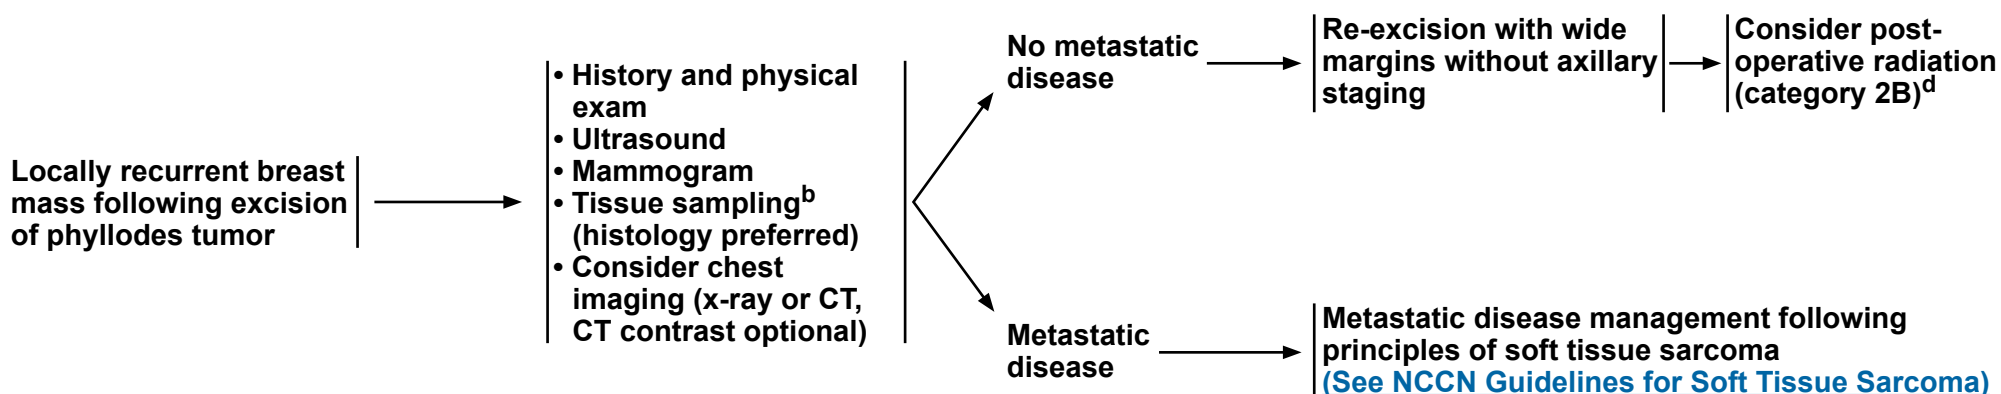 Locally recurrent breast
mass following excision
of phyllodes tumor
• History and physical
exam
• Ultrasound
• Mammogram
• Tissue samplingb
(histology preferred)
• Consider chest
imaging (x-ray or CT,
CT contrast optional)
No metastatic
disease
Re-excision with wide
margins without axillary
staging
Consider post-
operative radiation
(category 2B)d
Metastatic
disease
Metastatic disease management following
principles of soft tissue sarcoma
(See NCCN Guidelines for Soft Tissue Sarcoma)